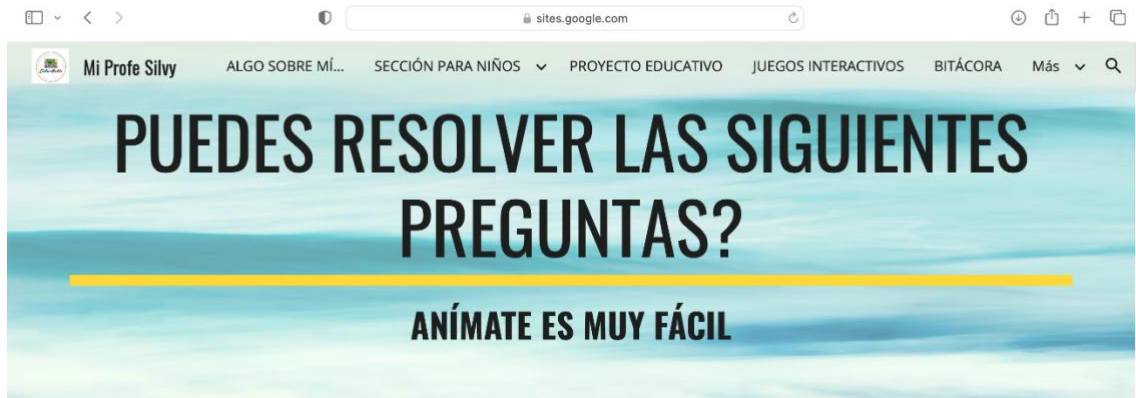 sites.google.com
Mi Profe Silvy ALGO SOBRE MÍ... SECCIÓN PARA NIÑOS PROYECTO EDUCATIVO JUEGOS INTERACTIVOS BITÁCORA Más
PUEDES RESOLVER LAS SIGUIENTES
PREGUNTAS?
ANÍMATE ES MUY FÁCIL